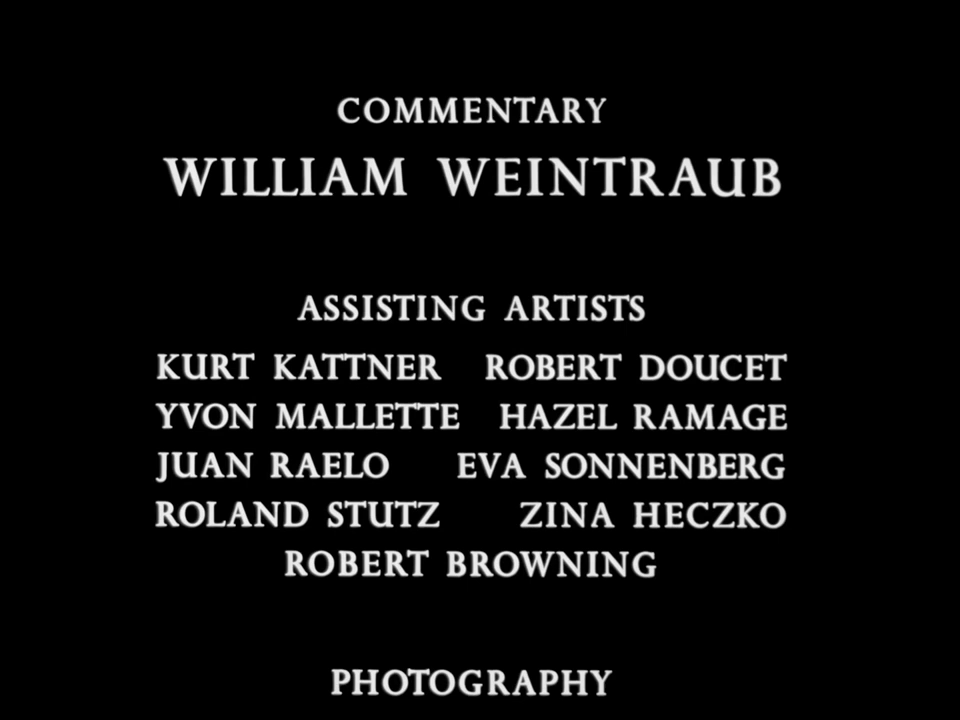 COMMENTARY
WILLIAM WEINTRAUB
ASSISTING ARTISTS
KURT KATTNER ROBERT DOUCET
YVON MALLETTE HAZEL RAMAGE
JUAN RAELO EVA SONNENBERG
ROLAND STUTZ ZINA HECZKO
ROBERT BROWNING
PHOTOGRAPHY